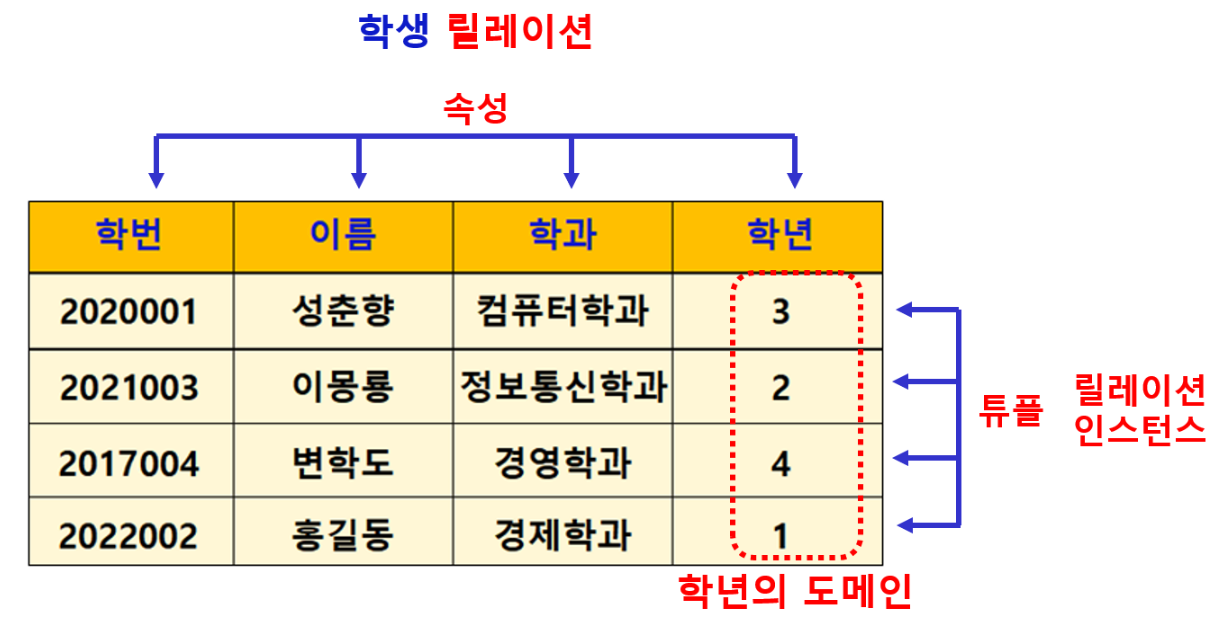 학생 릴레이션
속성
학번 이름 학과 학년
2020001 성춘향 컴퓨터학과 3
2021003 이몽룡 정보통신학과 2
2017004 변학도 경영학과 4
2022002 홍길동 경제학과 1
튜플
릴레이션
인스턴스
학년의 도메인